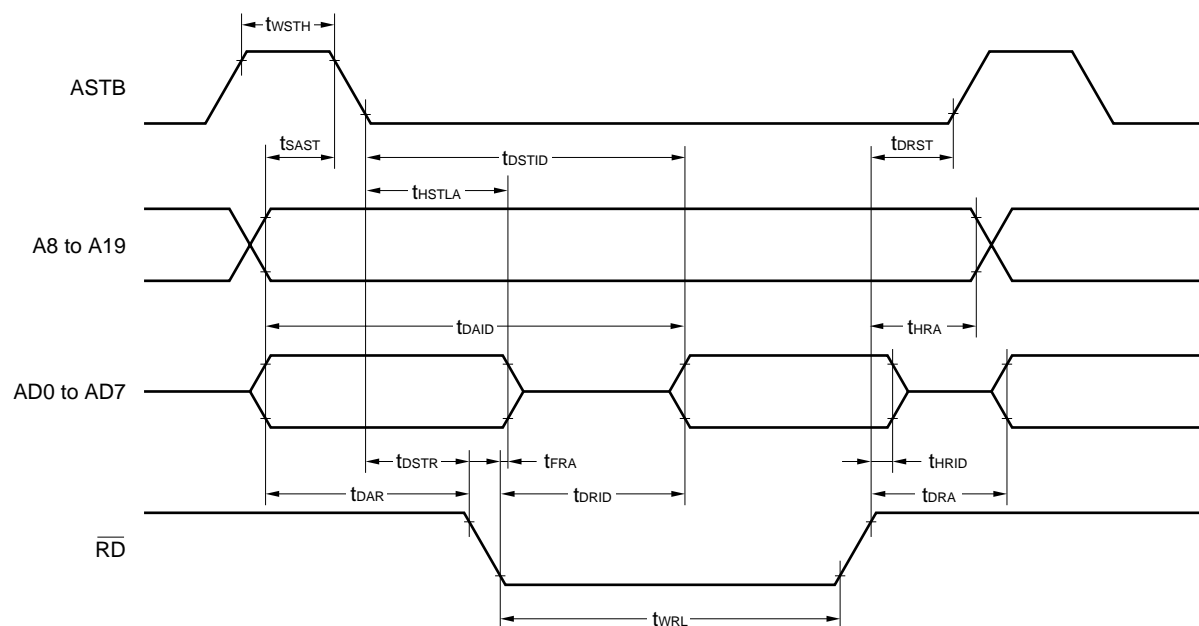 tWSTH
ASTB
tSAST
tDSTID
tDRST
tHSTLA
A8 to A19
tDAID
tHRA
AD0 to AD7
tDSTR
tFRA
tHRID
tDAR
tDRID
tDRA
RD
tWRL